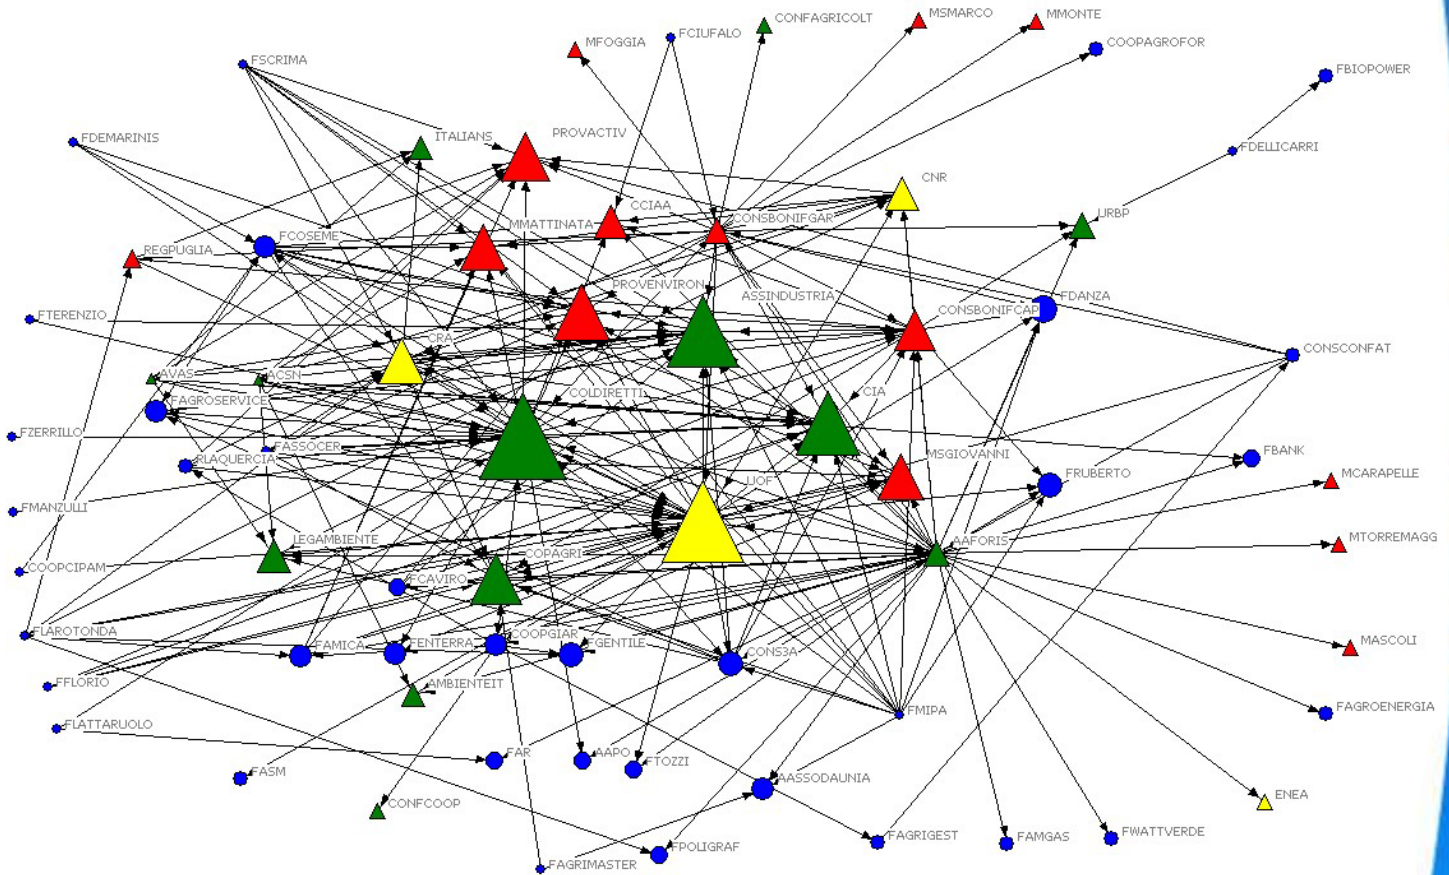 CONFAGRICOLT
MSMARCO
MMONTE
FCIUFALO
MFOGGIA
COOPAGROFOR
FSCRIMA
FBIOPOWER
FDEMARINIS
ITALIANS
PROVACTIV
FDELLICARRI
CNR
CCIAA
CONSBONIFGAR
URBP
MMATTINATA
FCOSEME
REGPUGLIA
PROVENVIRON
ASSINDUSTRIA
FDANZA
CONSBONIFCAP
FTERENZIO
CRA
CONSCONFAT
AVAS
ACSN
COLDIRETTI
CIA
FAGROSERVICE
FZERRILLO
FASSOCER
FBANK
RLAQUERCIA
MSGIOVANNI
FRUBERTO
MCARAPELLE
UOF
FMANZULLI
LEGAMBIENTE
AAFORIS
MTORREMAGG
COPAGRI
COOPCIPAM
FCAVIRO
FLAROTONDA
COOPGIAR
FAMICA
FENTERRA
FGENTILE
CONS3A
MASCOLI
FFLORIO
AMBIENTEIT
FMIPA
FAGROENERGIA
FLATTARUOLO
FAR
AAPO
FTOZZI
FASM
AASSODAUNIA
ENEA
CONFCOOP
FAGRIGEST
FAMGAS
FWATTVERDE
FPOLIGRAF
FAGRIMASTER